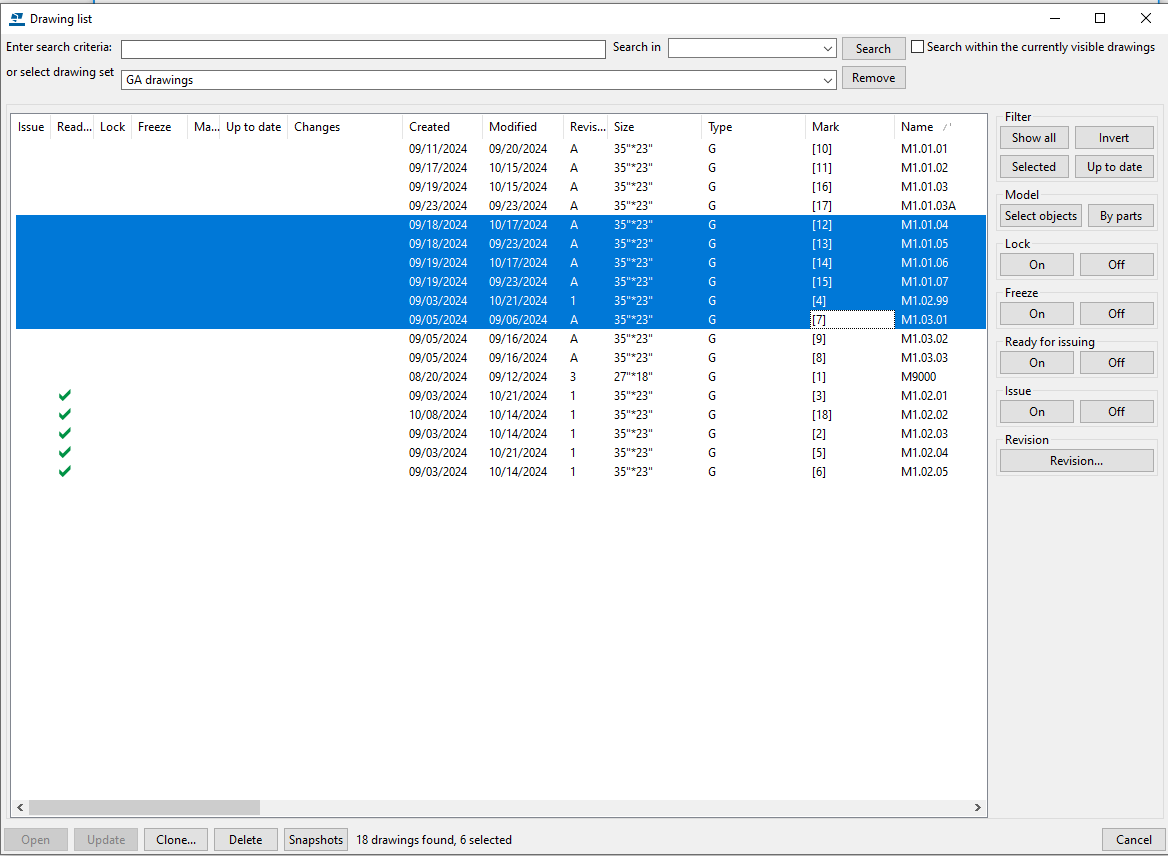 Drawing list
Enter search criteria: Search in Search Search within the currently visible drawings
or select drawing set GA drawings Remove
Issue Read... Lock Freeze Ma... Up to date Changes Created Modified Revis... Size Type Mark Name
09/11/2024 09/20/2024 A 35"*23" G [10] M1.01.01
09/17/2024 10/15/2024 A 35"*23" G [11] M1.01.02
09/19/2024 10/15/2024 A 35"*23" G [16] M1.01.03
09/23/2024 09/23/2024 A 35"*23" G [17] M1.01.03A
09/18/2024 10/17/2024 A 35"*23" G [12] M1.01.04
09/18/2024 09/23/2024 A 35"*23" G [13] M1.01.05
09/19/2024 10/17/2024 A 35"*23" G [14] M1.01.06
09/19/2024 09/23/2024 A 35"*23" G [15] M1.01.07
09/03/2024 10/21/2024 1 35"*23" G [4] M1.02.99
09/05/2024 09/06/2024 A 35"*23" G [7] M1.03.01
09/05/2024 09/16/2024 A 35"*23" G [9] M1.03.02
09/05/2024 09/16/2024 A 35"*23" G [8] M1.03.03
08/20/2024 09/12/2024 3 27"*18" G [1] M9000
09/03/2024 10/21/2024 1 35"*23" G [3] M1.02.01
10/08/2024 10/14/2024 1 35"*23" G [18] M1.02.02
09/03/2024 10/14/2024 1 35"*23" G [2] M1.02.03
09/03/2024 10/21/2024 1 35"*23" G [5] M1.02.04
09/03/2024 10/14/2024 1 35"*23" G [6] M1.02.05
Filter
Show all Invert
Selected Up to date
Model
Select objects By parts
Lock
On Off
Freeze
On Off
Ready for issuing
On Off
Issue
On Off
Revision
Revision...
Open Update Clone... Delete Snapshots 18 drawings found, 6 selected Cancel